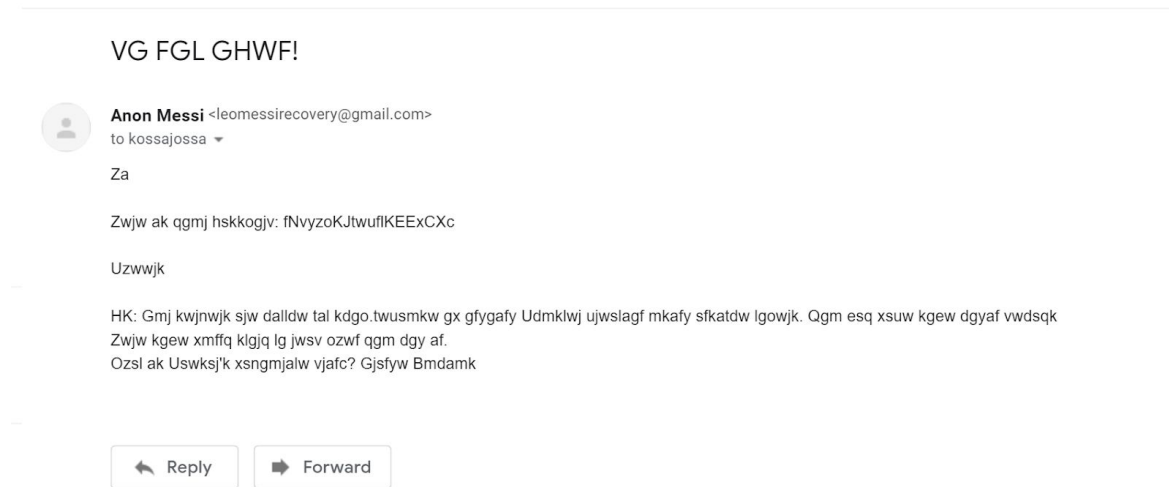 VG FGL GHWF!
Anon Messi <leomessirecovery@gmail.com>
to kossajossa
Za
Zwjw ak qgmj hskkogjv: fNvyzoKJtwuflKEExCXc
Uzwwjk
HK: Gmj kwjnwjk sjw dalldw tal kdgo.twusmkw gx gfygafy Udmklwj ujwslagf mkafy sfkatdw lgowjk. Qgm esq xsuw kgew dgyaf vwdsqk
Zwjw kgew xmffq klgjq lg jwsv ozwf qgm dgy af.
Ozsl ak Uswksj'k xsngmjalw vjafc? Gjsfyw Bmdamk
Reply
Forward